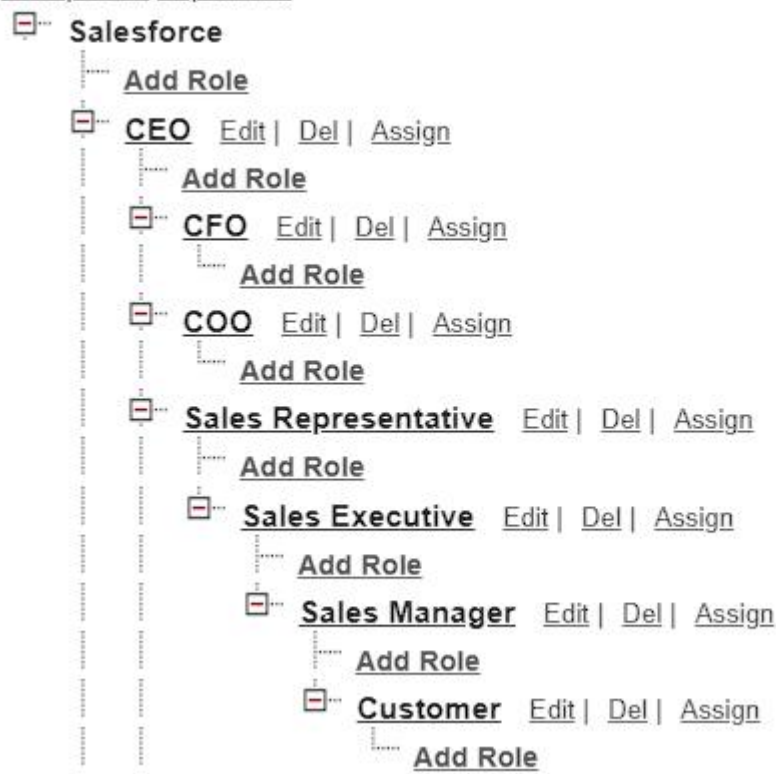 Salesforce
Add Role
CEO Edit | Del | Assign
Add Role
CFO Edit | Del | Assign
Add Role
COO Edit | Del | Assign
Add Role
Sales Representative Edit | Del | Assign
Add Role
Sales Executive Edit | Del | Assign
Add Role
Sales Manager Edit | Del | Assign
Add Role
Customer Edit | Del | Assign
Add Role